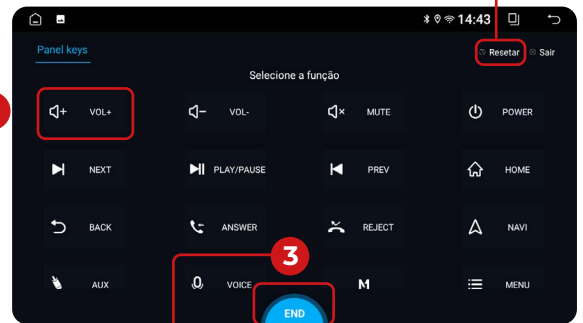 14:43
Panel keys
Resetar
Sair
Selecione a função
VOL+
VOL-
MUTE
POWER
NEXT
PLAY/PAUSE
PREV
HOME
BACK
ANSWER
REJECT
NAVI
3
AUX
VOICE
M
MENU
END